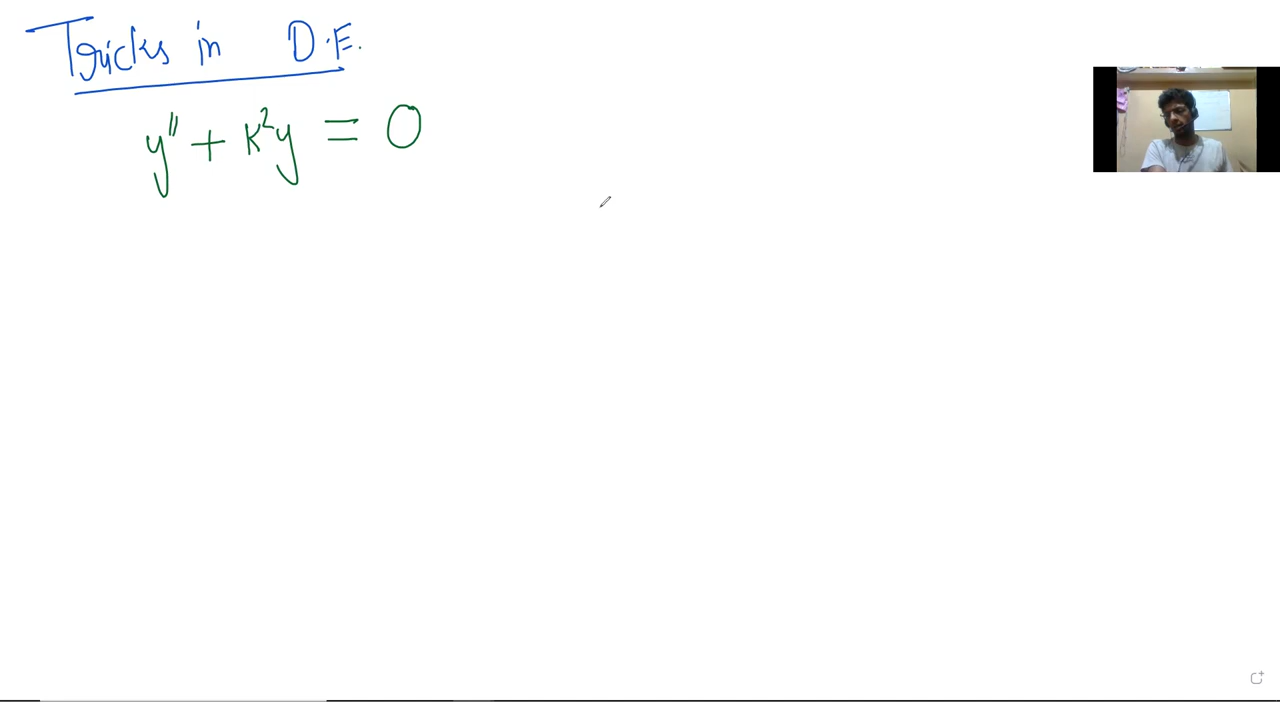 Tricks in D.E.
y'' + k²y = 0